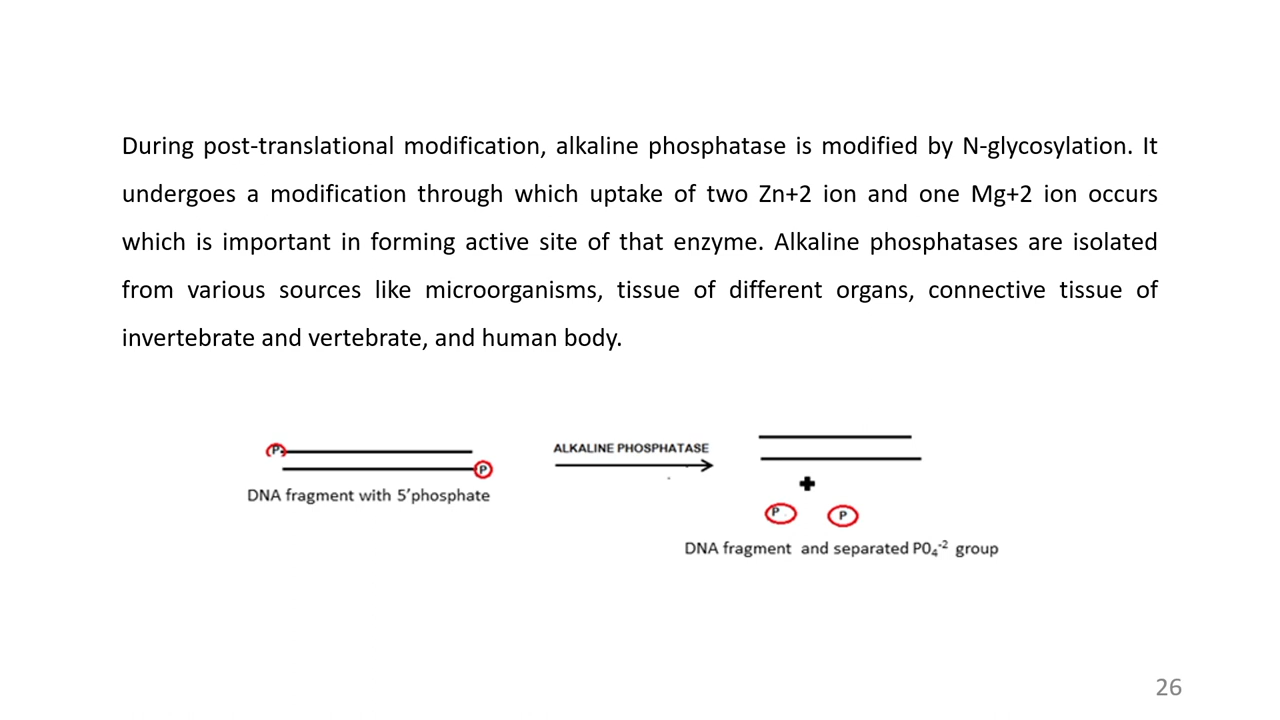 During post-translational modification, alkaline phosphatase is modified by N-glycosylation. It
undergoes a modification through which uptake of two Zn+2 ion and one Mg+2 ion occurs
which is important in forming active site of that enzyme. Alkaline phosphatases are isolated
from various sources like microorganisms, tissue of different organs, connective tissue of
invertebrate and vertebrate, and human body.
P
P
DNA fragment with 5’phosphate
ALKALINE PHOSPHATASE
P
P
DNA fragment and separated P0₄⁻² group
26